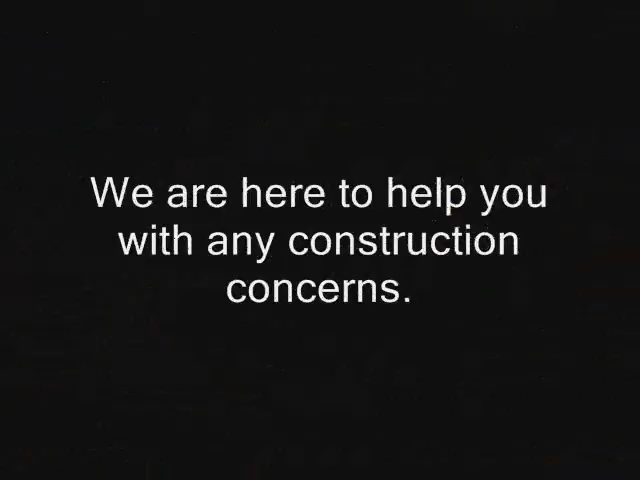 We are here to help you
with any construction
concerns.